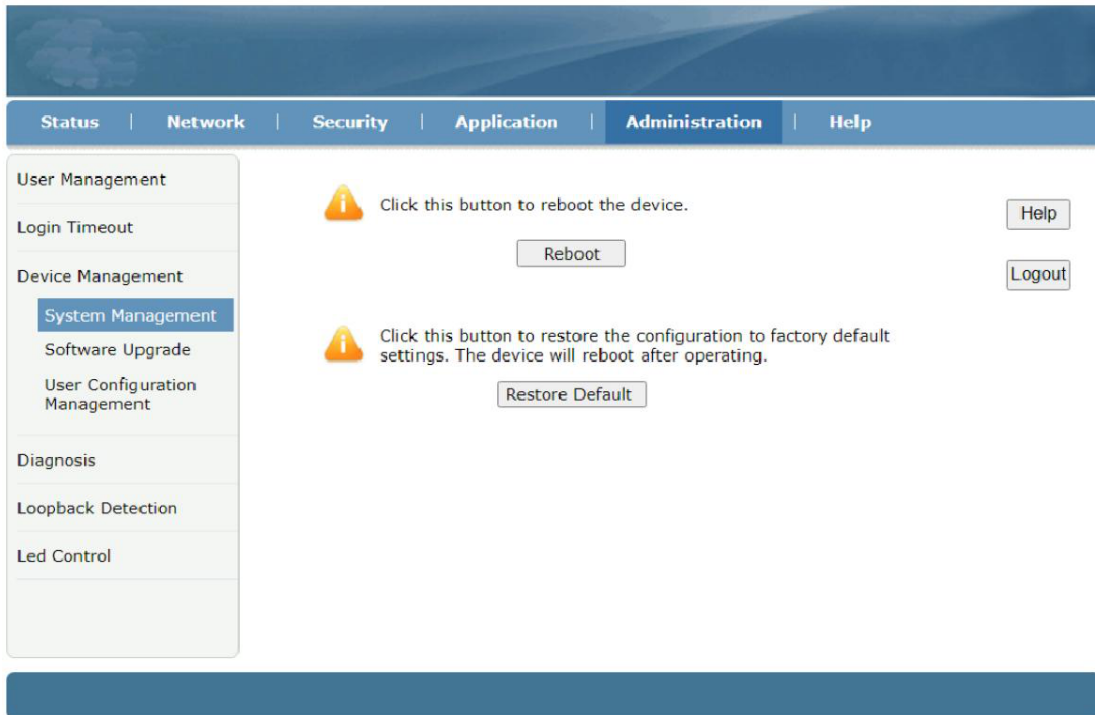 Status | Network | Security | Application | Administration | Help
User Management
Login Timeout
Device Management
System Management
Software Upgrade
User Configuration
Management
Diagnosis
Loopback Detection
Led Control
Click this button to reboot the device.
Reboot
Click this button to restore the configuration to factory default
settings. The device will reboot after operating.
Restore Default
Help
Logout